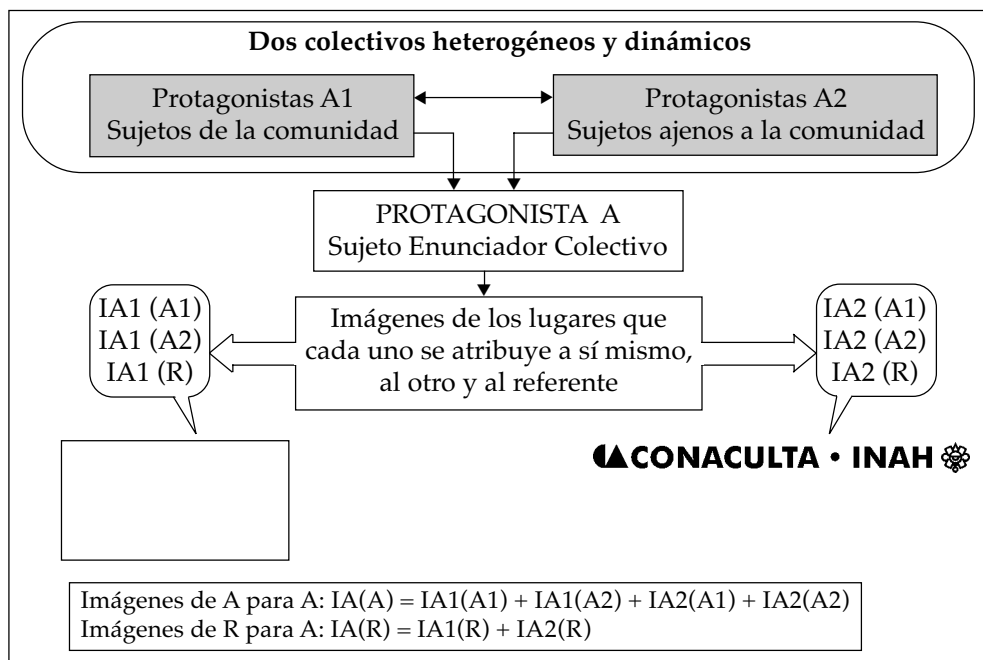 Dos colectivos heterogéneos y dinámicos
Protagonistas A1
Sujetos de la comunidad
Protagonistas A2
Sujetos ajenos a la comunidad
PROTAGONISTA A
Sujeto Enunciador Colectivo
IA1 (A1)
IA1 (A2)
IA1 (R)
Imágenes de los lugares que
cada uno se atribuye a sí mismo,
al otro y al referente
IA2 (A1)
IA2 (A2)
IA2 (R)
CONACULTA • INAH
Imágenes de A para A: IA(A) = IA1(A1) + IA1(A2) + IA2(A1) + IA2(A2)
Imágenes de R para A: IA(R) = IA1(R) + IA2(R)